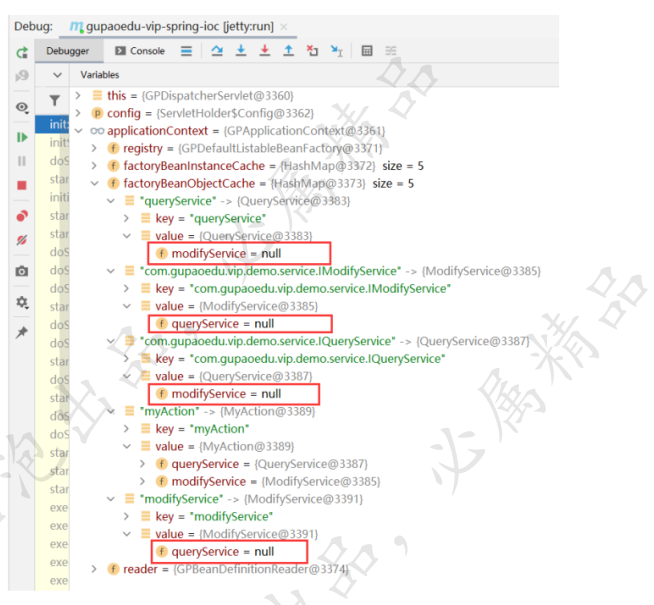 Debug: gupaoedu-vip-spring-ioc [jetty:run] ×
Debugger Console
Variables
this = {GPDispatcherServlet@3360}
config = {ServletHolder$Config@3362}
init: applicationContext = {GPApplicationContext@3361}
init registry = {GPDefaultListableBeanFactory@3371}
doS factoryBeanInstanceCache = {HashMap@3372} size = 5
star factoryBeanObjectCache = {HashMap@3373} size = 5
initi "queryService" -> {QueryService@3383}
star key = "queryService"
star value = {QueryService@3383}
doS modifyService = null
doS "com.gupaoedu.vip.demo.service.IModifyService" -> {ModifyService@3385}
doS key = "com.gupaoedu.vip.demo.service.IModifyService"
star value = {ModifyService@3385}
doS queryService = null
doS "com.gupaoedu.vip.demo.service.IQueryService" -> {QueryService@3387}
star key = "com.gupaoedu.vip.demo.service.IQueryService"
doS value = {QueryService@3387}
star modifyService = null
doS "myAction" -> {MyAction@3389}
doS key = "myAction"
star value = {MyAction@3389}
star queryService = {QueryService@3387}
star modifyService = {ModifyService@3385}
exe "modifyService" -> {ModifyService@3391}
exe key = "modifyService"
exe value = {ModifyService@3391}
exe queryService = null
exe reader = {GPBeanDefinitionReader@3374}
泡出品
必属精品
必属精品
出品，